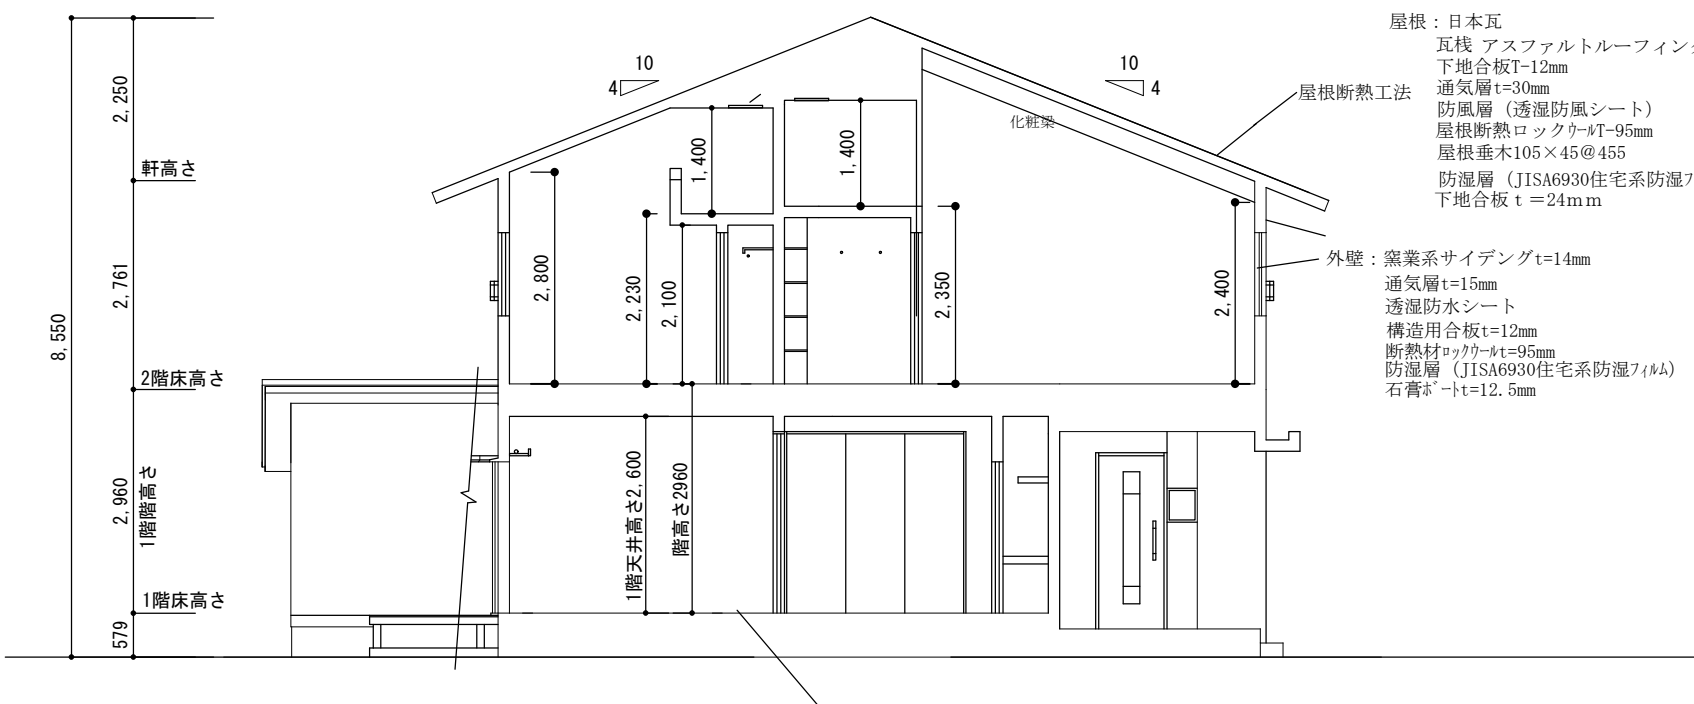 屋根：日本瓦
瓦桟 アスファルトルーフィング
下地合板T-12mm
通気層t=30mm
防風層（透湿防風シート）
屋根断熱ロックウールT-95mm
屋根垂木105×45@455
防湿層（JISA6930住宅系防湿フ
下地合板ｔ＝24ｍｍ
屋根断熱工法
外壁：窯業系サイデングt=14mm
通気層t=15mm
透湿防水シート
構造用合板t=12mm
断熱材ロックウールt=95mm
防湿層（JISA6930住宅系防湿フィルム）
石膏ボートt=12.5mm
10
4
10
4
化粧梁
8,550
2,250
軒高さ
2,761
2階床高さ
2,960
1階階高さ
1階床高さ
579
1,400
1,400
2,800
2,230
2,100
2,350
2,400
1階天井高さ2,600
階高さ2960